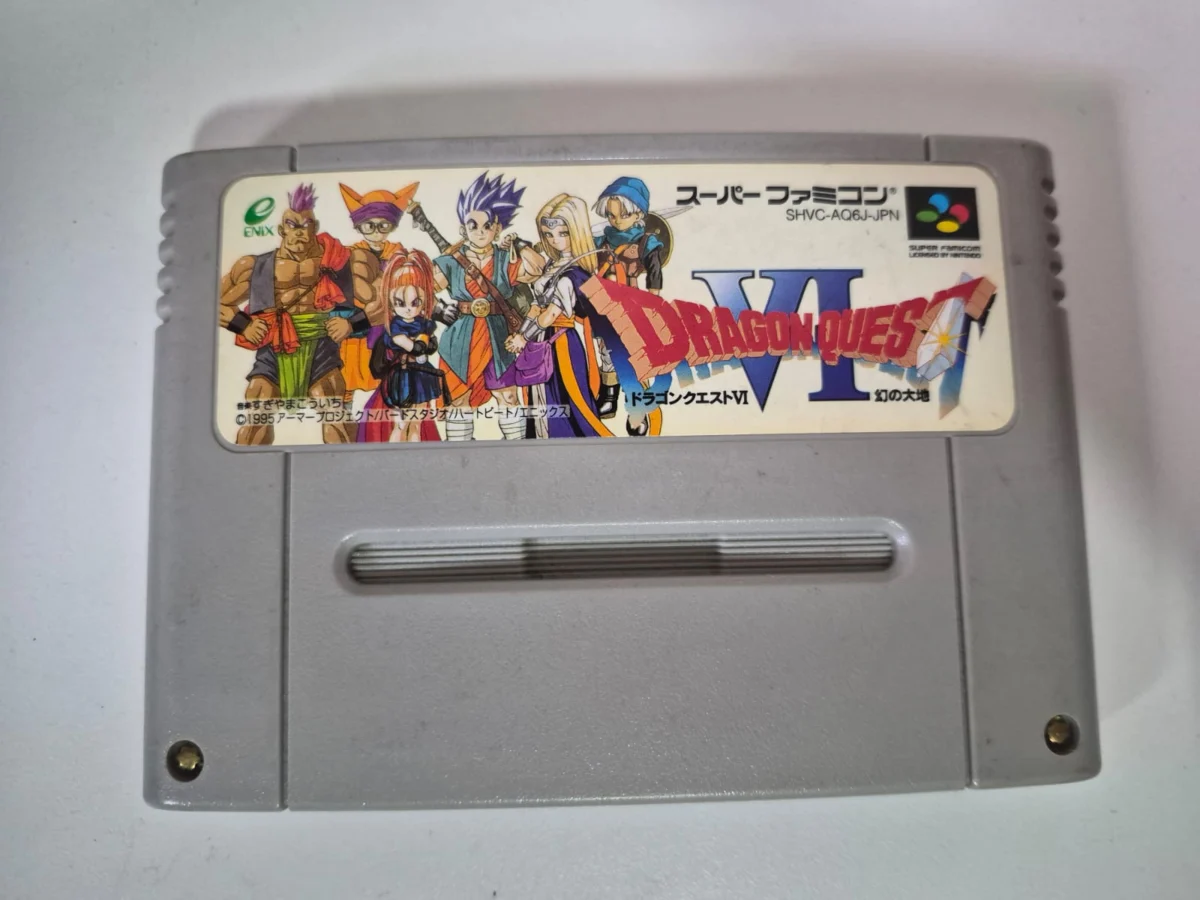 ENIX
スーパーファミコン®
SHVC-AQ6J-JPN
SUPER FAMICOM
LICENSED BY NINTENDO
VI
DRAGON QUEST
ドラゴンクエストVI 幻の大地
音楽すぎやまこういち
©1995アーマープロジェクト/バードスタジオ/ハートビート/エニックス